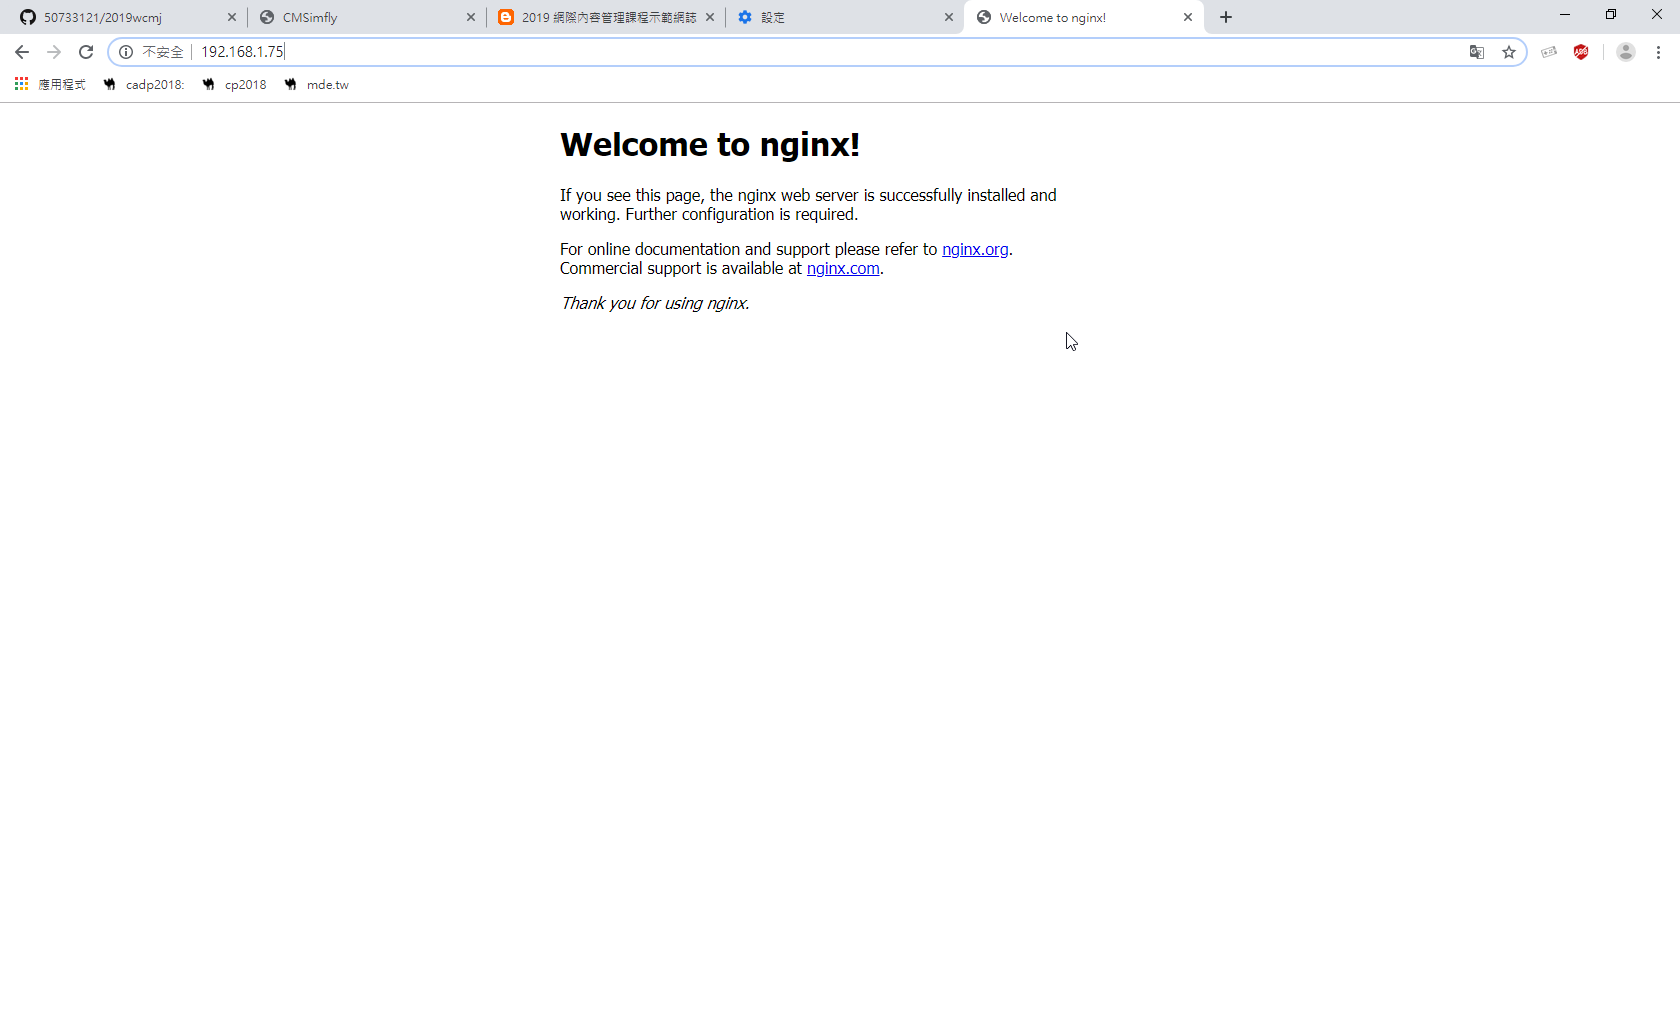 50733121/2019wcmj
CMSimfly
2019 網際內容管理課程示範網誌
設定
Welcome to nginx!
不安全 192.168.1.75
應用程式 cadp2018: cp2018 mde.tw
Welcome to nginx!
If you see this page, the nginx web server is successfully installed and
working. Further configuration is required.
For online documentation and support please refer to nginx.org.
Commercial support is available at nginx.com.
Thank you for using nginx.